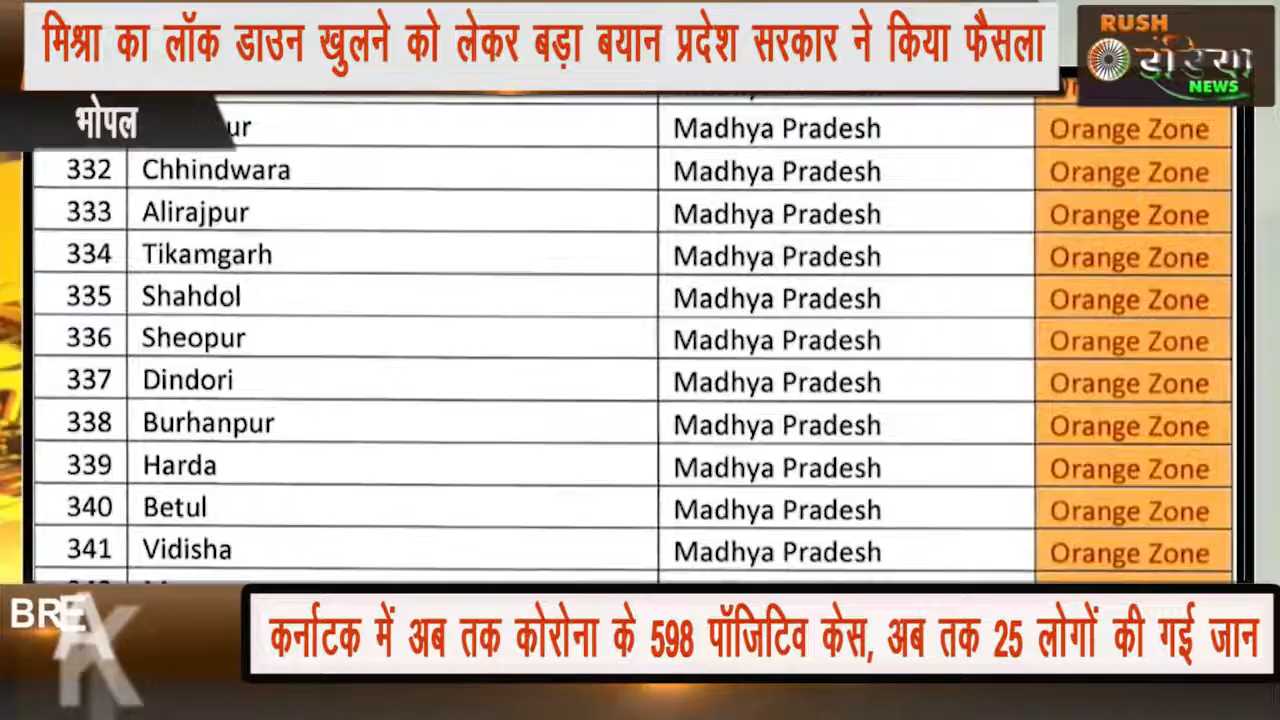 मिश्रा का लॉक डाउन खुलने को लेकर बड़ा बयान प्रदेश सरकार ने किया फैसला
RUSH
इंडिया
NEWS
भोपल
ur Madhya Pradesh Orange Zone
332 Chhindwara Madhya Pradesh Orange Zone
333 Alirajpur Madhya Pradesh Orange Zone
334 Tikamgarh Madhya Pradesh Orange Zone
335 Shahdol Madhya Pradesh Orange Zone
336 Sheopur Madhya Pradesh Orange Zone
337 Dindori Madhya Pradesh Orange Zone
338 Burhanpur Madhya Pradesh Orange Zone
339 Harda Madhya Pradesh Orange Zone
340 Betul Madhya Pradesh Orange Zone
341 Vidisha Madhya Pradesh Orange Zone
BREAK
कर्नाटक में अब तक कोरोना के 598 पॉजिटिव केस, अब तक 25 लोगों की गई जान